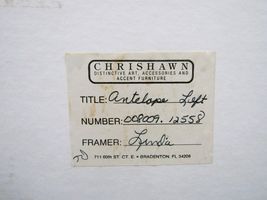 CHRISHAWN
DISTINCTIVE ART, ACCESSORIES AND
ACCENT FURNITURE
TITLE: Antelope Left
NUMBER: 008009.12558
FRAMER: Linda
711 60th ST. CT. E. • BRADENTON, FL 34208